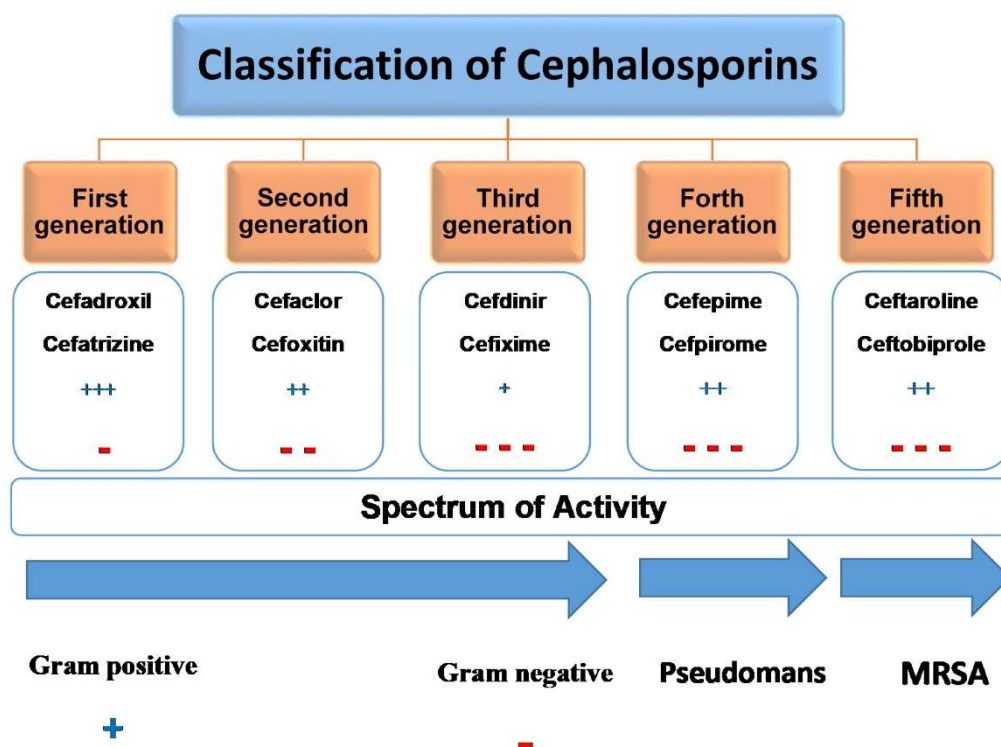 Classification of Cephalosporins
First
generation
Second
generation
Third
generation
Forth
generation
Fifth
generation
Cefadroxil
Cefatrizine
+++
-
Cefaclor
Cefoxitin
++
- -
Cefdinir
Cefixime
+
- - -
Cefepime
Cefpirome
++
- - -
Ceftaroline
Ceftobiprole
++
- - -
Spectrum of Activity
Gram positive
+
Gram negative
-
Pseudomans
MRSA